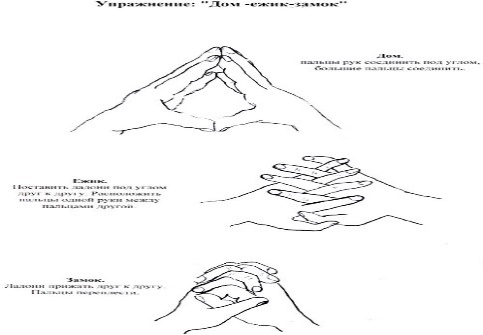 Упражнение: "Дом -ежик-замок"
Дом.
пальцы рук соединить под углом,
большие пальцы соединить.
Ежик.
Поставить ладони под углом
друг к другу. Расположить
пальцы одной руки между
пальцами другой
Замок.
Ладони прижать друг к другу.
Пальцы переплести.